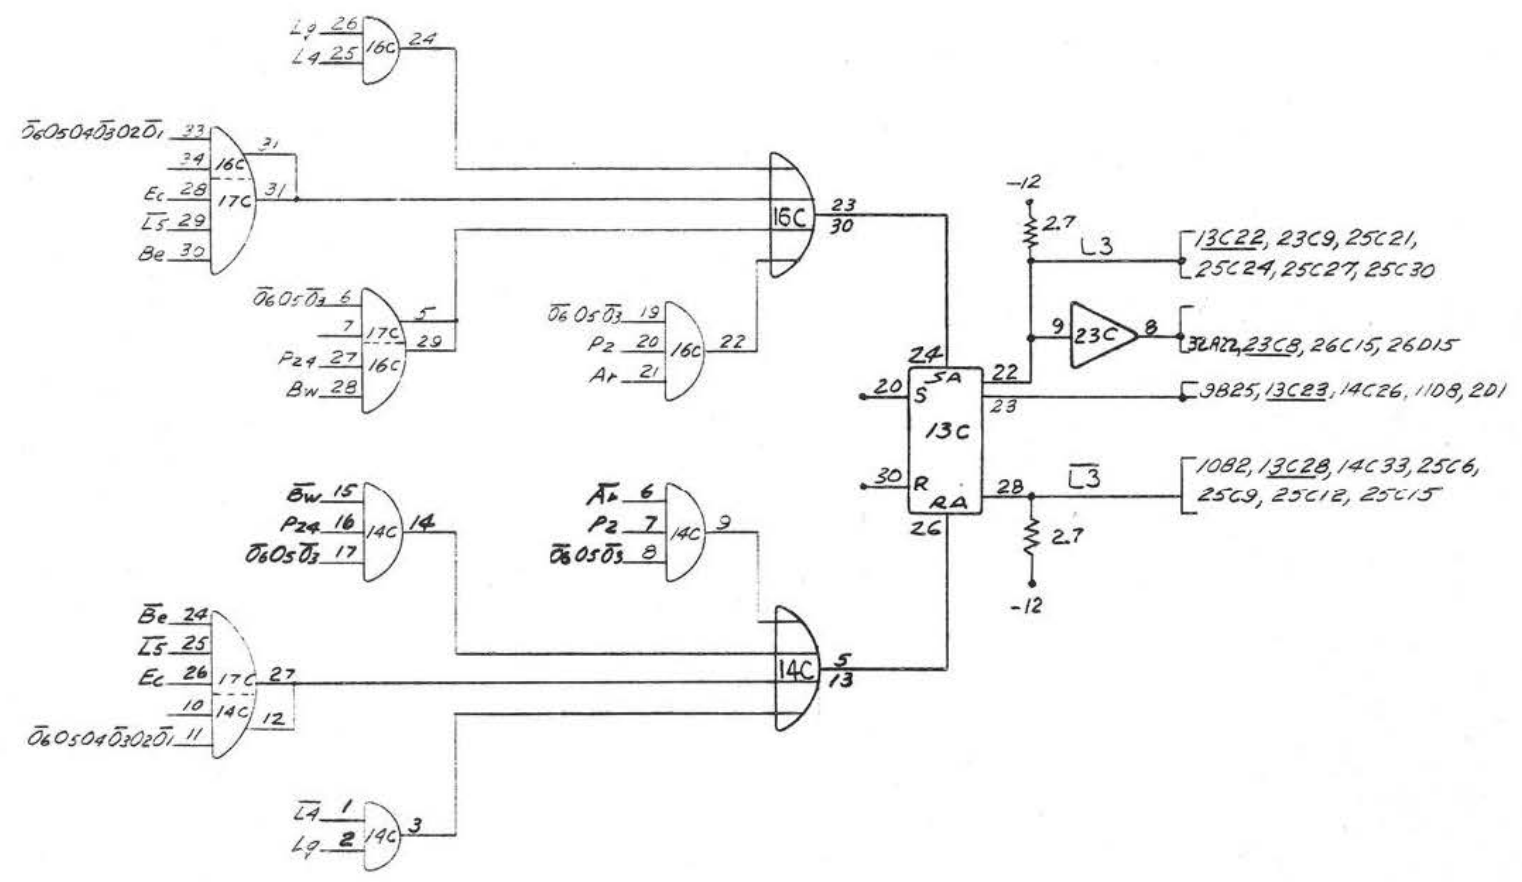 Lg 26
L4 25
16C 24
Ō6O5O4Ō3O2Ō1 33
34
Ec 28
L̄5 29
Be 30
16C 31
17C 31
Ō6O5Ō3 6
7
P24 27
Bw 28
17C 5
16C 29
Ō6O5Ō3 19
P2 20
Ar 21
16C 22
16C 23
30
-12
2.7
L3
13C22, 23C9, 25C21,
25C24, 25C27, 25C30
9 23C 8
32A22, 23C8, 26C15, 26D15
24
SA 22
20 S 23
9B25, 13C23, 14C26, 11D8, 2D1
13C
30 R 28
RA
26
L̄3
10B2, 13C28, 14C33, 25C6,
25C9, 25C12, 25C15
2.7
-12
B̄w 15
P24 16
Ō6O5Ō3 17
14C 14
Ār 6
P2 7
Ō6O5Ō3 8
14C 9
B̄e 24
L̄5 25
Ec 26
10
Ō6O5O4Ō3O2Ō1 11
17C 27
14C 12
14C 5
13
L̄4 1
Lg 2
14C 3